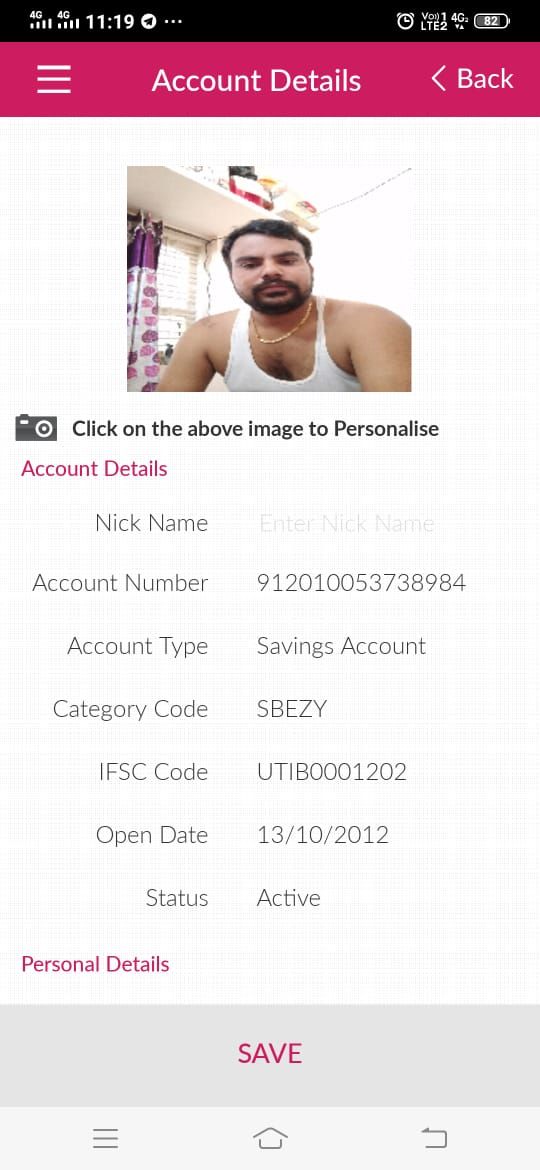 4G 4G 11:19 ... Vo)) 1 4G2 82
LTE2
Account Details < Back
Click on the above image to Personalise
Account Details
Nick Name Enter Nick Name
Account Number 912010053738984
Account Type Savings Account
Category Code SBEZY
IFSC Code UTIB0001202
Open Date 13/10/2012
Status Active
Personal Details
SAVE